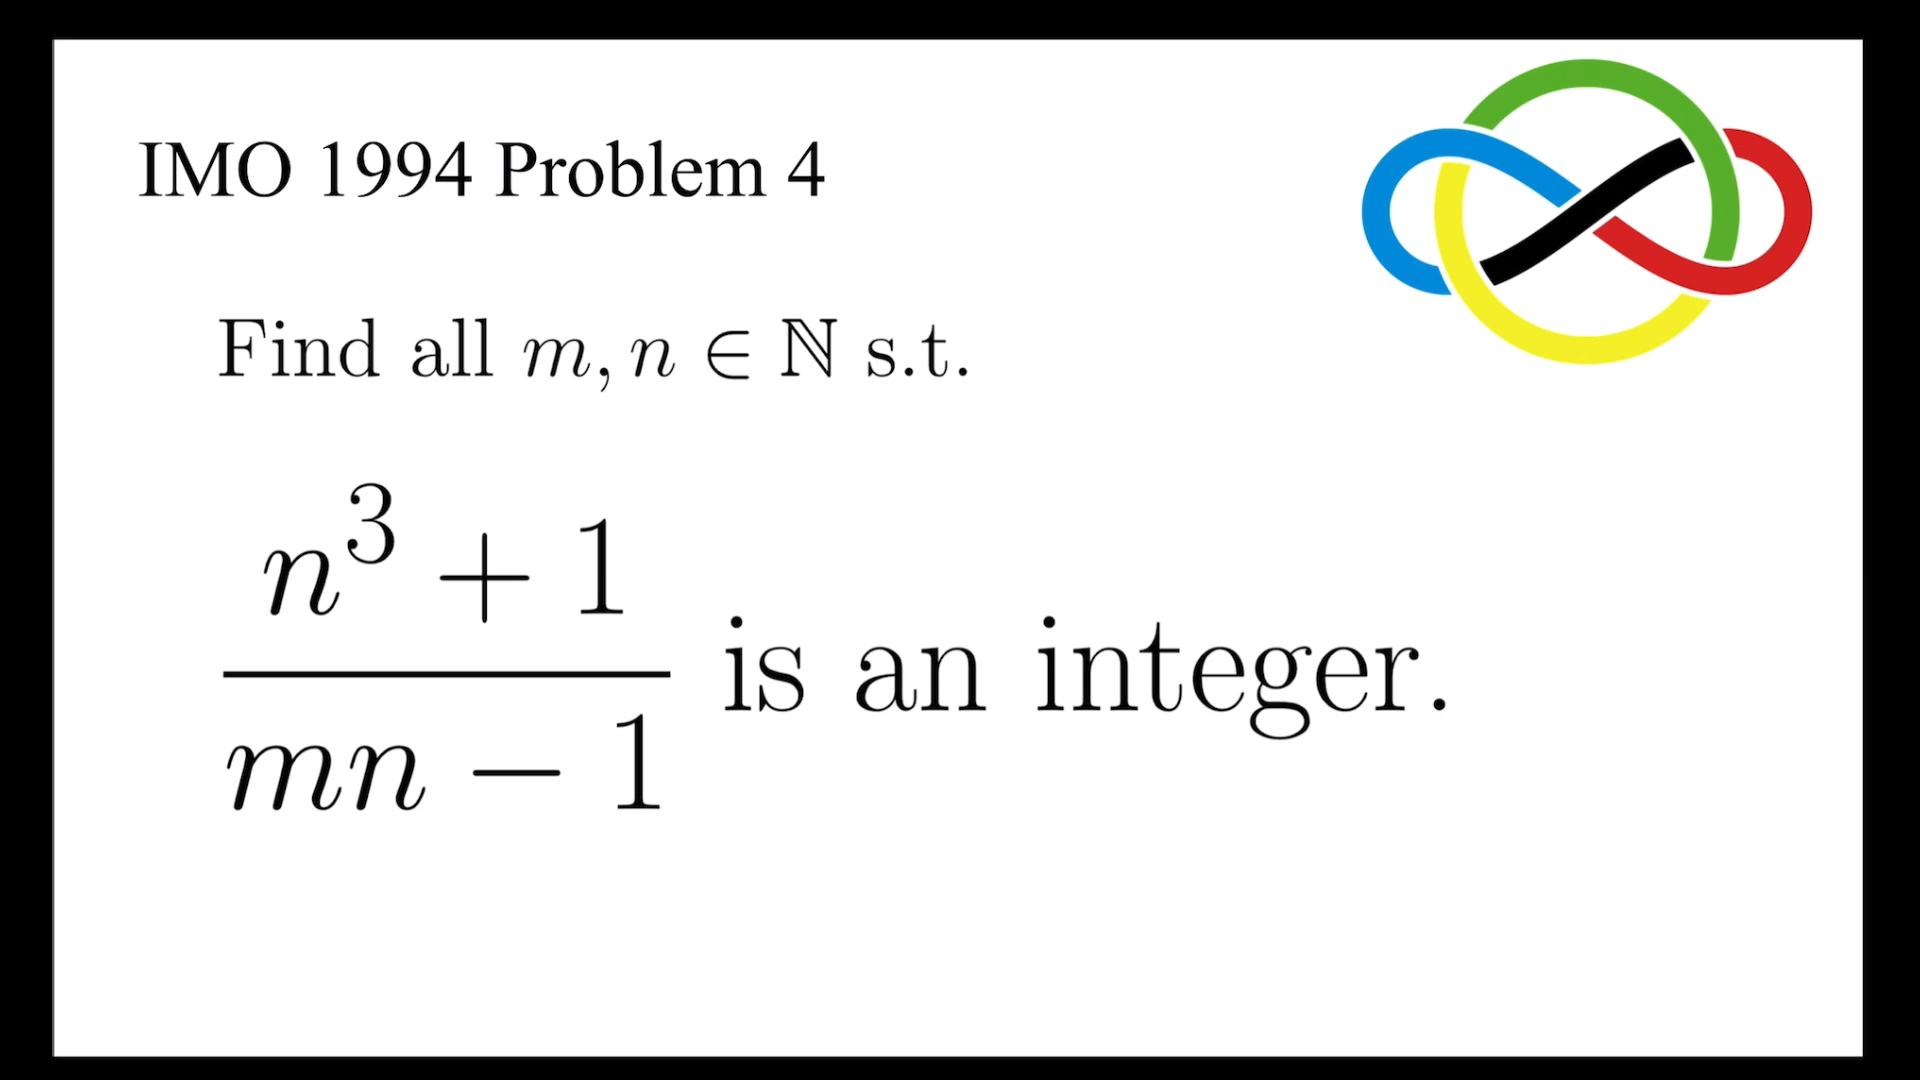 IMO 1994 Problem 4
Find all m, n ∈ ℕ s.t.
n³ + 1
mn − 1
is an integer.